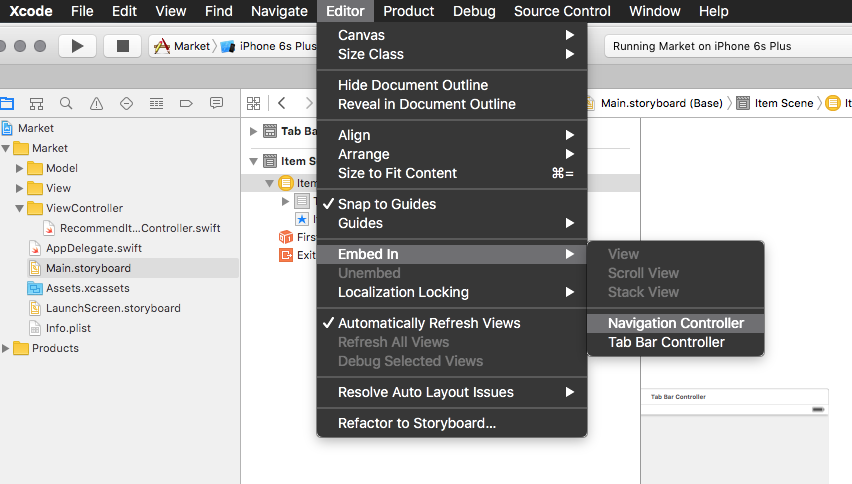 Xcode File Edit View Find Navigate Editor Product Debug Source Control Window Help
Market iPhone 6s Plus
Running Market on iPhone 6s Plus
Main.storyboard (Base) Item Scene
Market
Market
Model
View
ViewController
RecommendIt...Controller.swift
AppDelegate.swift
Main.storyboard
Assets.xcassets
LaunchScreen.storyboard
Info.plist
Products
Tab Ba
Item S
Item
First
Exit
Canvas
Size Class
Hide Document Outline
Reveal in Document Outline
Align
Arrange
Size to Fit Content ⌘=
✓ Snap to Guides
Guides
Embed In
Unembed
Localization Locking
✓ Automatically Refresh Views
Refresh All Views
Debug Selected Views
Resolve Auto Layout Issues
Refactor to Storyboard...
View
Scroll View
Stack View
Navigation Controller
Tab Bar Controller
Tab Bar Controller